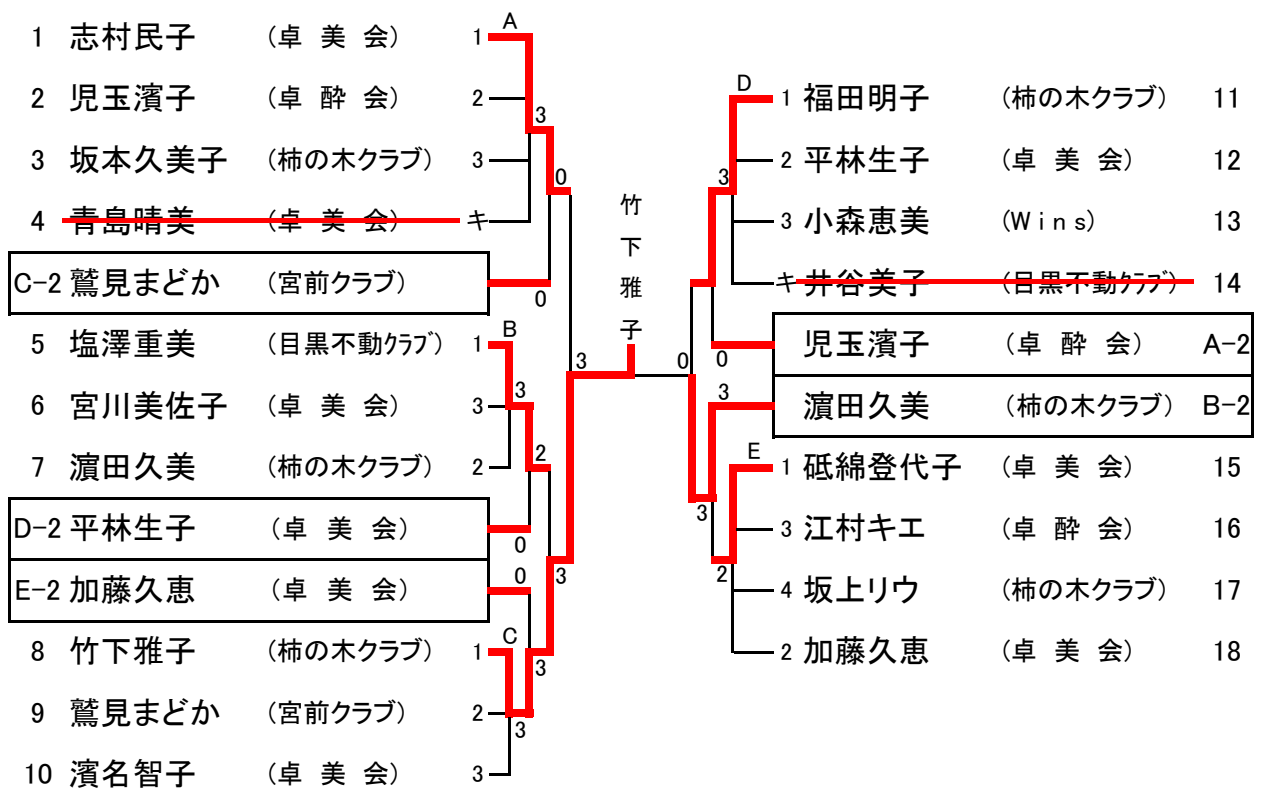 A
1 志村民子 (卓 美 会) 1
2 児玉濱子 (卓 酔 会) 2
3
3 坂本久美子 (柿の木クラブ) 3
0
4 青島晴美 (卓 美 会) キ
C-2 鷲見まどか (宮前クラブ)
0
B
5 塩澤重美 (目黒不動クラブ) 1
3
6 宮川美佐子 (卓 美 会) 3
2
7 濵田久美 (柿の木クラブ) 2
D-2 平林生子 (卓 美 会)
0
0
E-2 加藤久恵 (卓 美 会)
3
C
8 竹下雅子 (柿の木クラブ) 1
3
9 鷲見まどか (宮前クラブ) 2
3
10 濱名智子 (卓 美 会) 3
竹下雅子
3
0
D
1 福田明子 (柿の木クラブ) 11
2 平林生子 (卓 美 会) 12
3
3 小森恵美 (Wins) 13
キ 井谷美子 (目黒不動クラブ) 14
児玉濱子 (卓 酔 会) A-2
0
3
濵田久美 (柿の木クラブ) B-2
E
1 砥綿登代子 (卓 美 会) 15
3
3 江村キエ (卓 酔 会) 16
2
4 坂上リウ (柿の木クラブ) 17
2 加藤久恵 (卓 美 会) 18